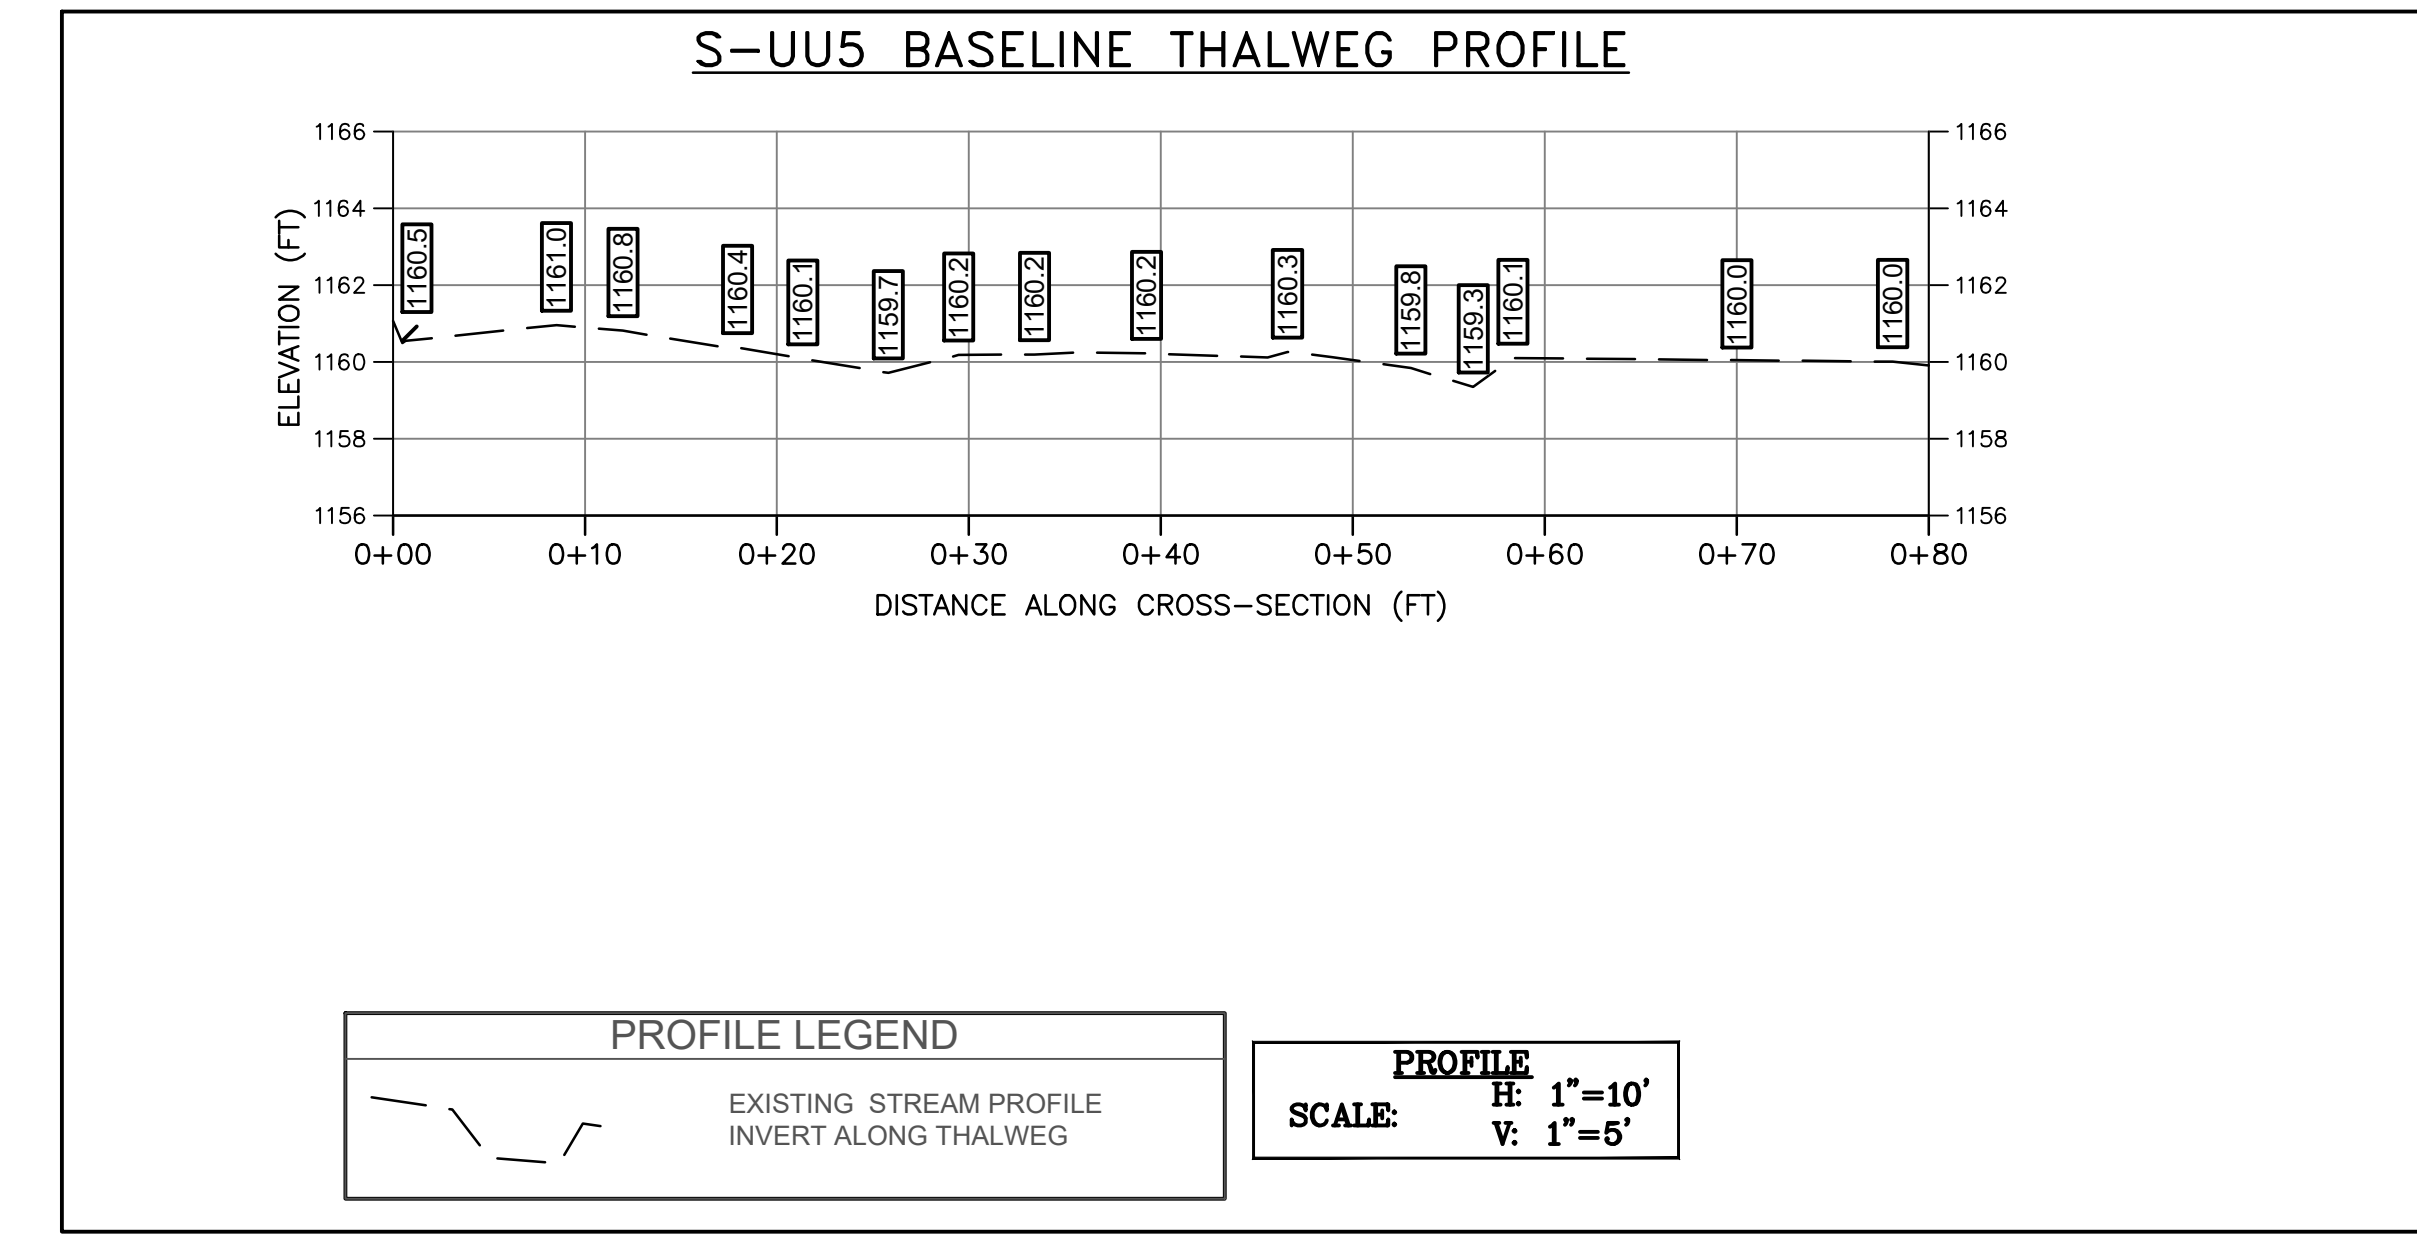 S-UU5 BASELINE THALWEG PROFILE
1166 1166
1164 1164
1162 1162
1160 1160
1158 1158
1156 1156
ELEVATION (FT)
1160.5 1161.0 1160.8 1160.4 1160.1 1159.7 1160.2 1160.2 1160.2 1160.3 1159.8 1159.3 1160.1 1160.0 1160.0
0+00 0+10 0+20 0+30 0+40 0+50 0+60 0+70 0+80
DISTANCE ALONG CROSS-SECTION (FT)
PROFILE LEGEND
EXISTING STREAM PROFILE
INVERT ALONG THALWEG
PROFILE
SCALE:
H: 1"=10'
V: 1"=5'